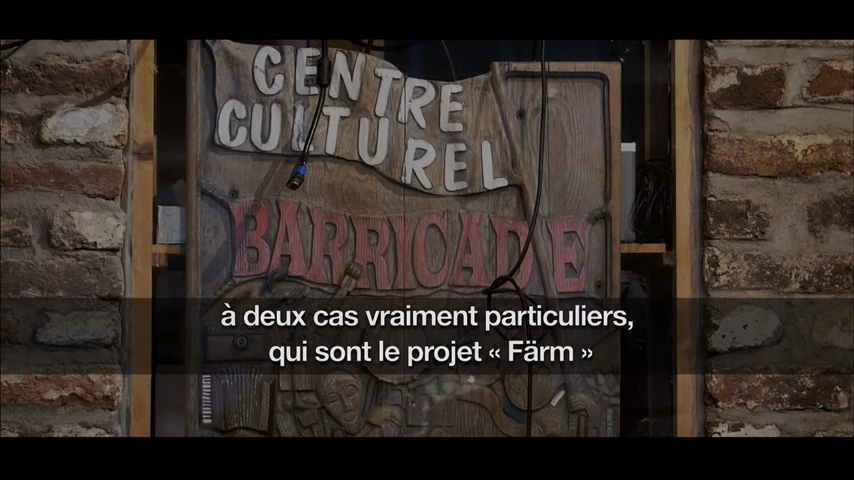 CENTRE
CULTUREL
BARRICADE
à deux cas vraiment particuliers,
qui sont le projet « Färm »